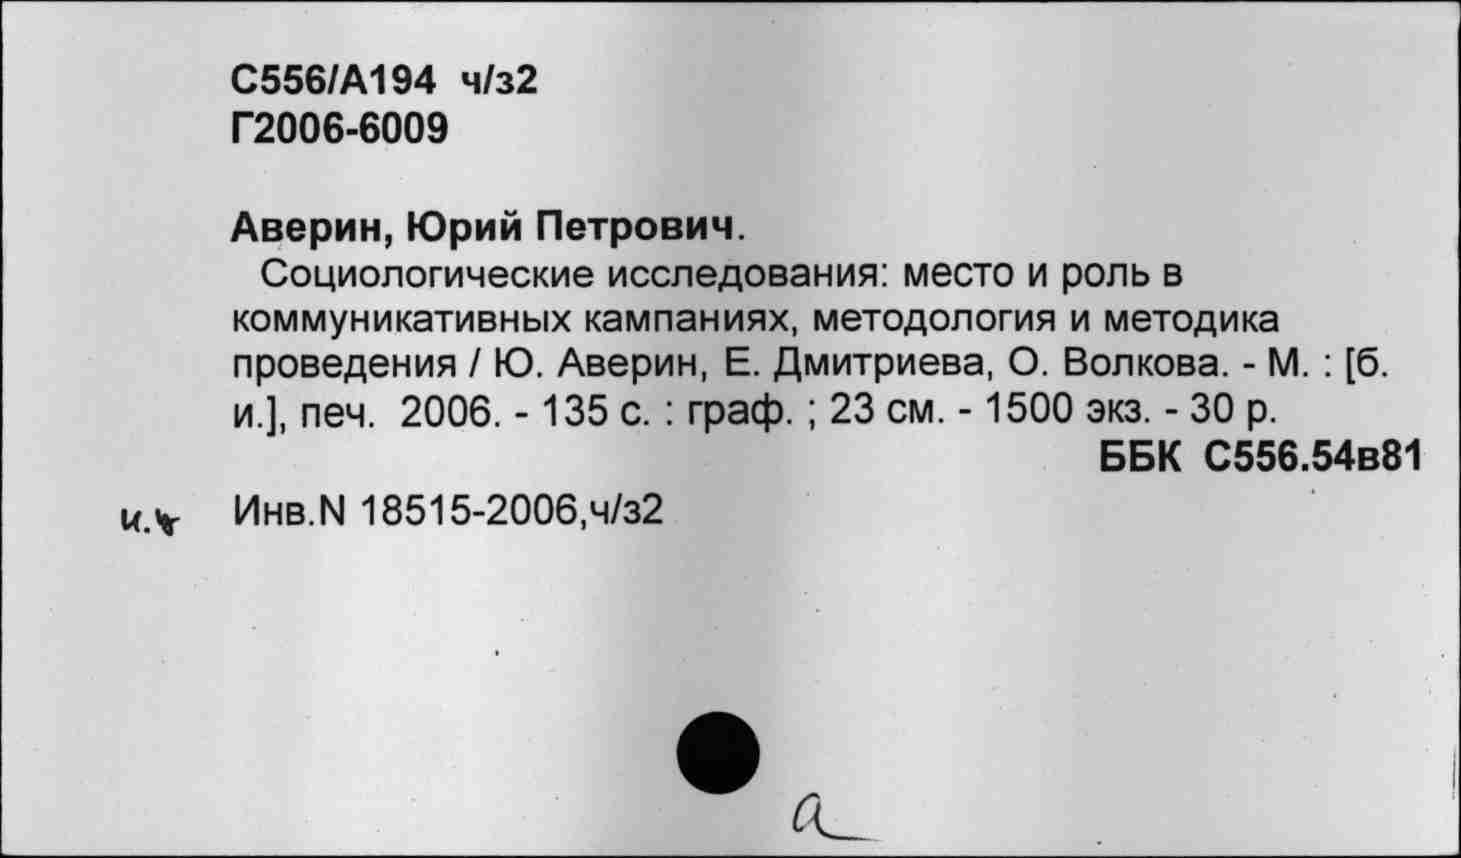 С556/А194 ч/з2
Г2006-6009
Аверин, Юрий Петрович.
Социологические исследования: место и роль в
коммуникативных кампаниях, методология и методика
проведения / Ю. Аверин, Е. Дмитриева, О. Волкова. - М. : [б.
и.], печ. 2006. - 135 с. : граф. ; 23 см. - 1500 экз. - 30 р.
ББК С556.54в81
Инв.N 18515-2006,ч/з2
а